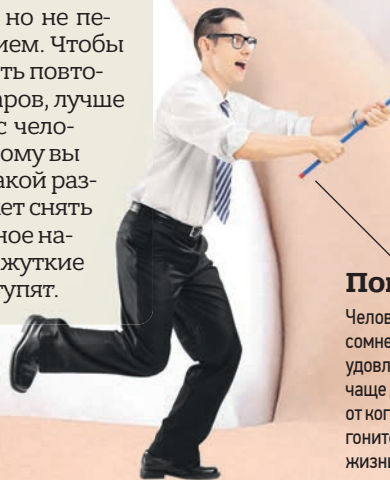 но не пе-
ием. Чтобы
ть повто-
аров, лучше
с чело-
ому вы
акой раз-
ет снять
ное на-
жуткие
тупят.
Пог
Челов
сомне
удовл
чаще
от ког
гоните
жизн